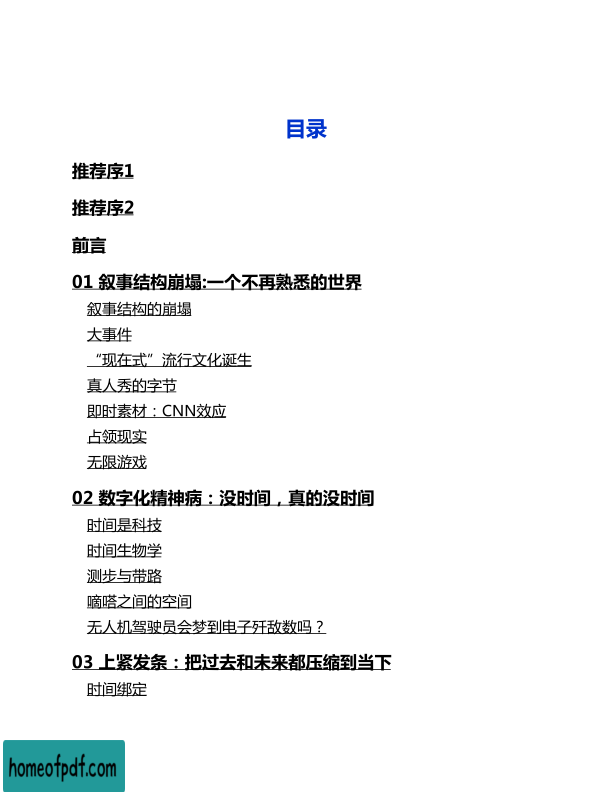 目录
推荐序1
推荐序2
前言
01 叙事结构崩塌:一个不再熟悉的世界
叙事结构的崩塌
大事件
“现在式”流行文化诞生
真人秀的字节
即时素材：CNN效应
占领现实
无限游戏
02 数字化精神病：没时间，真的没时间
时间是科技
时间生物学
测步与带路
嘀嗒之间的空间
无人机驾驶员会梦到电子歼敌数吗？
03 上紧发条：把过去和未来都压缩到当下
时间绑定
homeofpdf.com